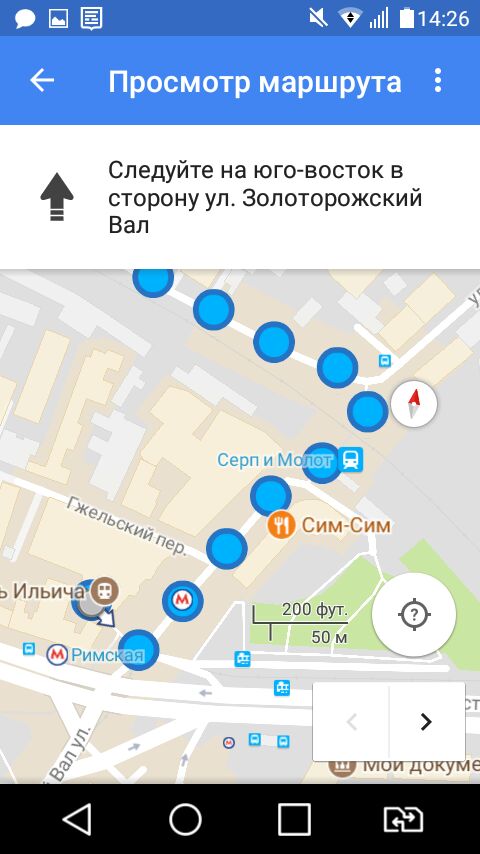 14:26
Просмотр маршрута
Следуйте на юго-восток в
сторону ул. Золоторожский
Вал
Серп и Молот
Сим-Сим
Гжельский пер.
ь Ильича
Римская
200 фут.
50 м
й Вал ул.
Мои докуме